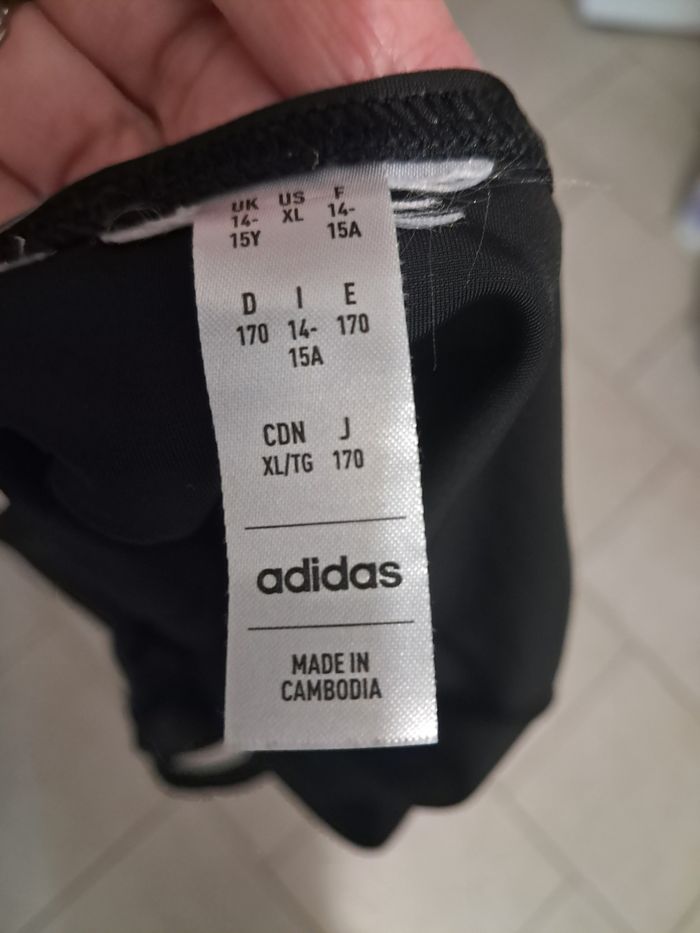 UK US F
14- XL 14-
15Y 15A
D I E
170 14- 170
15A
CDN J
XL/TG 170
adidas
MADE IN
CAMBODIA